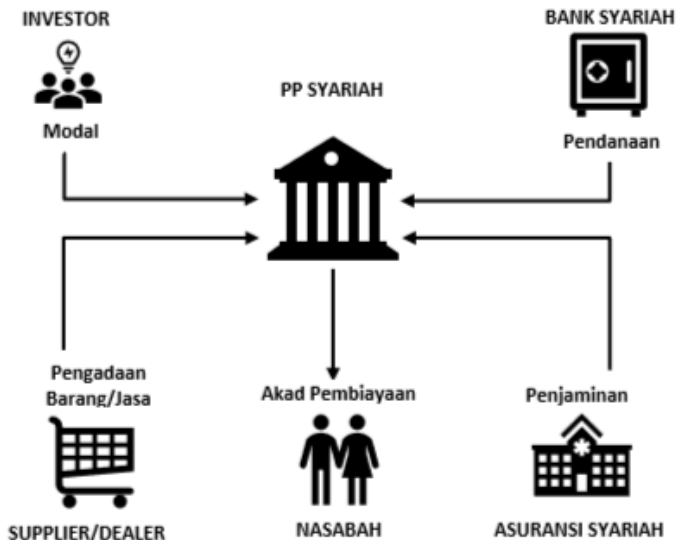 INVESTOR
BANK SYARIAH
PP SYARIAH
Modal
Pendanaan
Pengadaan
Barang/Jasa
Akad Pembiayaan
Penjaminan
SUPPLIER/DEALER
NASABAH
ASURANSI SYARIAH